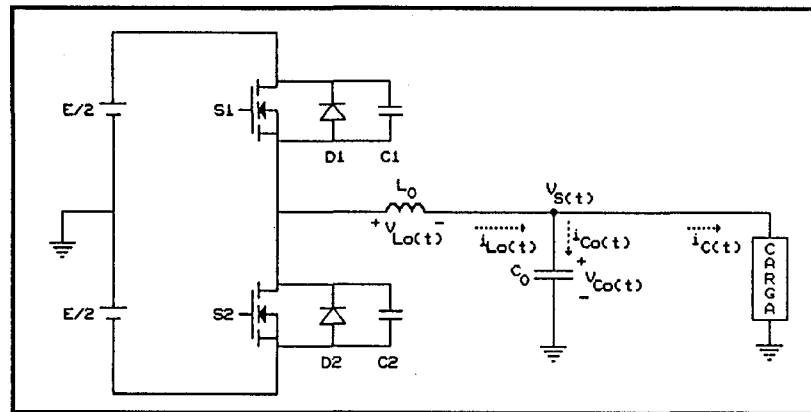 E/2
S1
D1
C1
L0
+ VLo(t) -
iLo(t)
VS(t)
iCo(t)
C0
+
VCo(t)
-
iC(t)
CARGA
E/2
S2
D2
C2